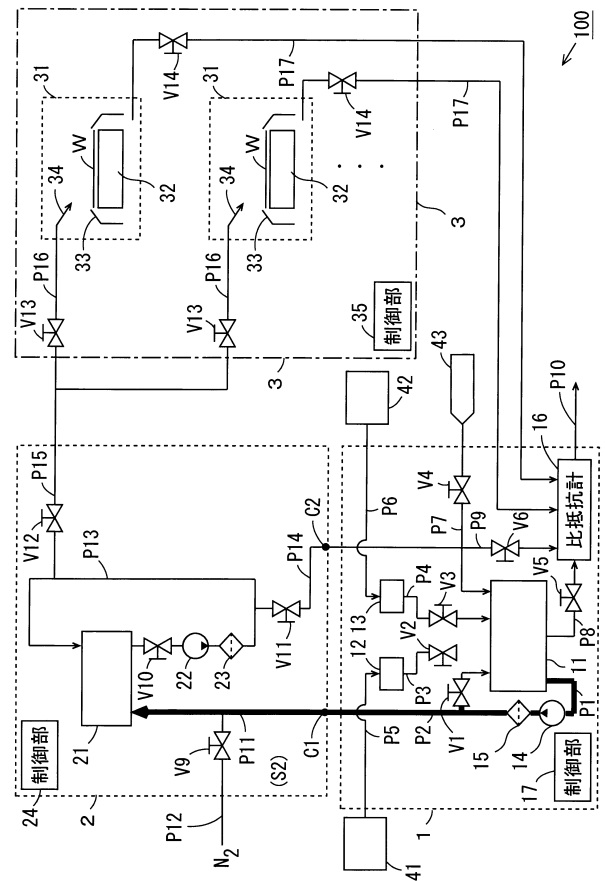 100
31
V14
P17
31
V14
P17
34
W
32
33
P16
V13
34
W
32
33
P16
V13
3
35
制御部
3
42
43
P15
V12
P13
C2
P14
V11
V10
22
23
21
24
制御部
2
V9
P11
(S2)
C1
P12
N2
P6
V4
P7
P9
V6
16
比抵抗計
P10
13
P4
V3
12
V2
P3
P5
P2
V1
V5
P8
11
P1
15
14
17
制御部
1
41